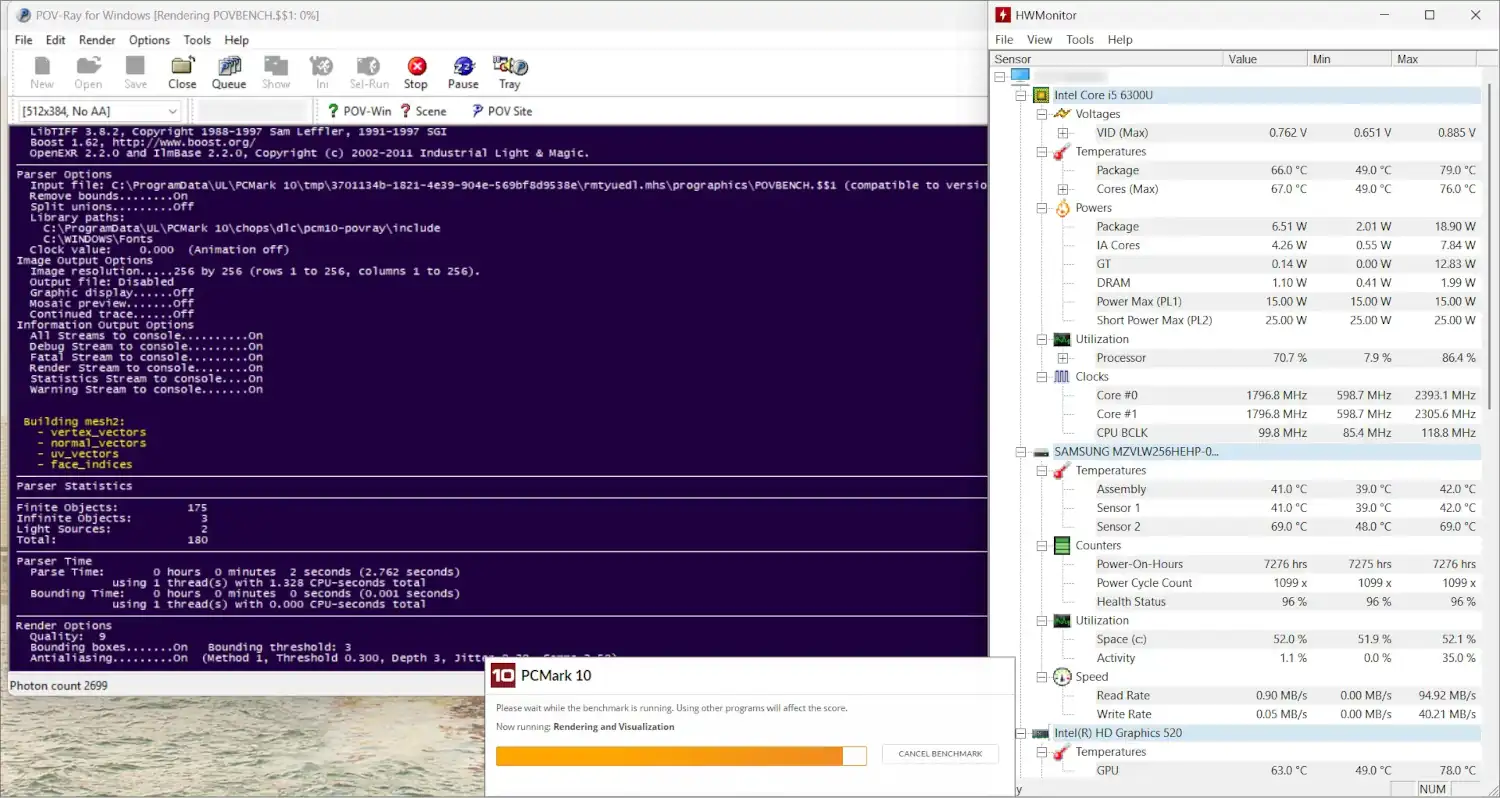 POV-Ray for Windows [Rendering POVBENCH.$$1: 0%]
File Edit Render Options Tools Help
New Open Save Close Queue Show Ini Sel-Run Stop Pause Tray
[512x384, No AA] ? POV-Win ? Scene POV Site
LibTIFF 3.8.2, Copyright 1988-1997 Sam Leffler, 1991-1997 SGI
Boost 1.62, http://www.boost.org/
OpenEXR 2.2.0 and IlmBase 2.2.0, Copyright (c) 2002-2011 Industrial Light & Magic.
Parser Options
Input file: C:\ProgramData\UL\PCMark 10\tmp\3701134b-1821-4e39-904e-569bf8d9538e\rmtyuedl.mhs\prographics\POVBENCH.$$1 (compatible to versio
Remove bounds........On
Split unions.........Off
Library paths:
C:\ProgramData\UL\PCMark 10\chops\dlc\pcm10-povray\include
C:\WINDOWS\Fonts
Clock value: 0.000 (Animation off)
Image Output Options
Image resolution.....256 by 256 (rows 1 to 256, columns 1 to 256).
Output file: Disabled
Graphic display......Off
Mosaic preview.......Off
Continued trace......Off
Information Output Options
All Streams to console..........On
Debug Stream to console.........On
Fatal Stream to console.........On
Render Stream to console........On
Statistics Stream to console....On
Warning Stream to console.......On
Building mesh2:
- vertex_vectors
- normal_vectors
- uv_vectors
- face_indices
Parser Statistics
Finite Objects: 175
Infinite Objects: 3
Light Sources: 2
Total: 180
Parser Time
Parse Time: 0 hours 0 minutes 2 seconds (2.762 seconds)
using 1 thread(s) with 1.328 CPU-seconds total
Bounding Time: 0 hours 0 minutes 0 seconds (0.001 seconds)
using 1 thread(s) with 0.000 CPU-seconds total
Render Options
Quality: 9
Bounding boxes.......On Bounding threshold: 3
Antialiasing.........On (Method 1, Threshold 0.300, Depth 3,
Photon count 2699
10 PCMark 10
Please wait while the benchmark is running. Using other programs will affect the score.
Now running: Rendering and Visualization
CANCEL BENCHMARK
HWMonitor
File View Tools Help
Sensor Value Min Max
Intel Core i5 6300U
Voltages
VID (Max) 0.762 V 0.651 V 0.885 V
Temperatures
Package 66.0 °C 49.0 °C 79.0 °C
Cores (Max) 67.0 °C 49.0 °C 76.0 °C
Powers
Package 6.51 W 2.01 W 18.90 W
IA Cores 4.26 W 0.55 W 7.84 W
GT 0.14 W 0.00 W 12.83 W
DRAM 1.10 W 0.41 W 1.99 W
Power Max (PL1) 15.00 W 15.00 W 15.00 W
Short Power Max (PL2) 25.00 W 25.00 W 25.00 W
Utilization
Processor 70.7 % 7.9 % 86.4 %
Clocks
Core #0 1796.8 MHz 598.7 MHz 2393.1 MHz
Core #1 1796.8 MHz 598.7 MHz 2305.6 MHz
CPU BCLK 99.8 MHz 85.4 MHz 118.8 MHz
SAMSUNG MZVLW256HEHP-0...
Temperatures
Assembly 41.0 °C 39.0 °C 42.0 °C
Sensor 1 41.0 °C 39.0 °C 42.0 °C
Sensor 2 69.0 °C 48.0 °C 69.0 °C
Counters
Power-On-Hours 7276 hrs 7275 hrs 7276 hrs
Power Cycle Count 1099 x 1099 x 1099 x
Health Status 96 % 96 % 96 %
Utilization
Space (c:) 52.0 % 51.9 % 52.1 %
Activity 1.1 % 0.0 % 35.0 %
Speed
Read Rate 0.90 MB/s 0.00 MB/s 94.92 MB/s
Write Rate 0.05 MB/s 0.00 MB/s 40.21 MB/s
Intel(R) HD Graphics 520
Temperatures
GPU 63.0 °C 49.0 °C 78.0 °C
y NUM